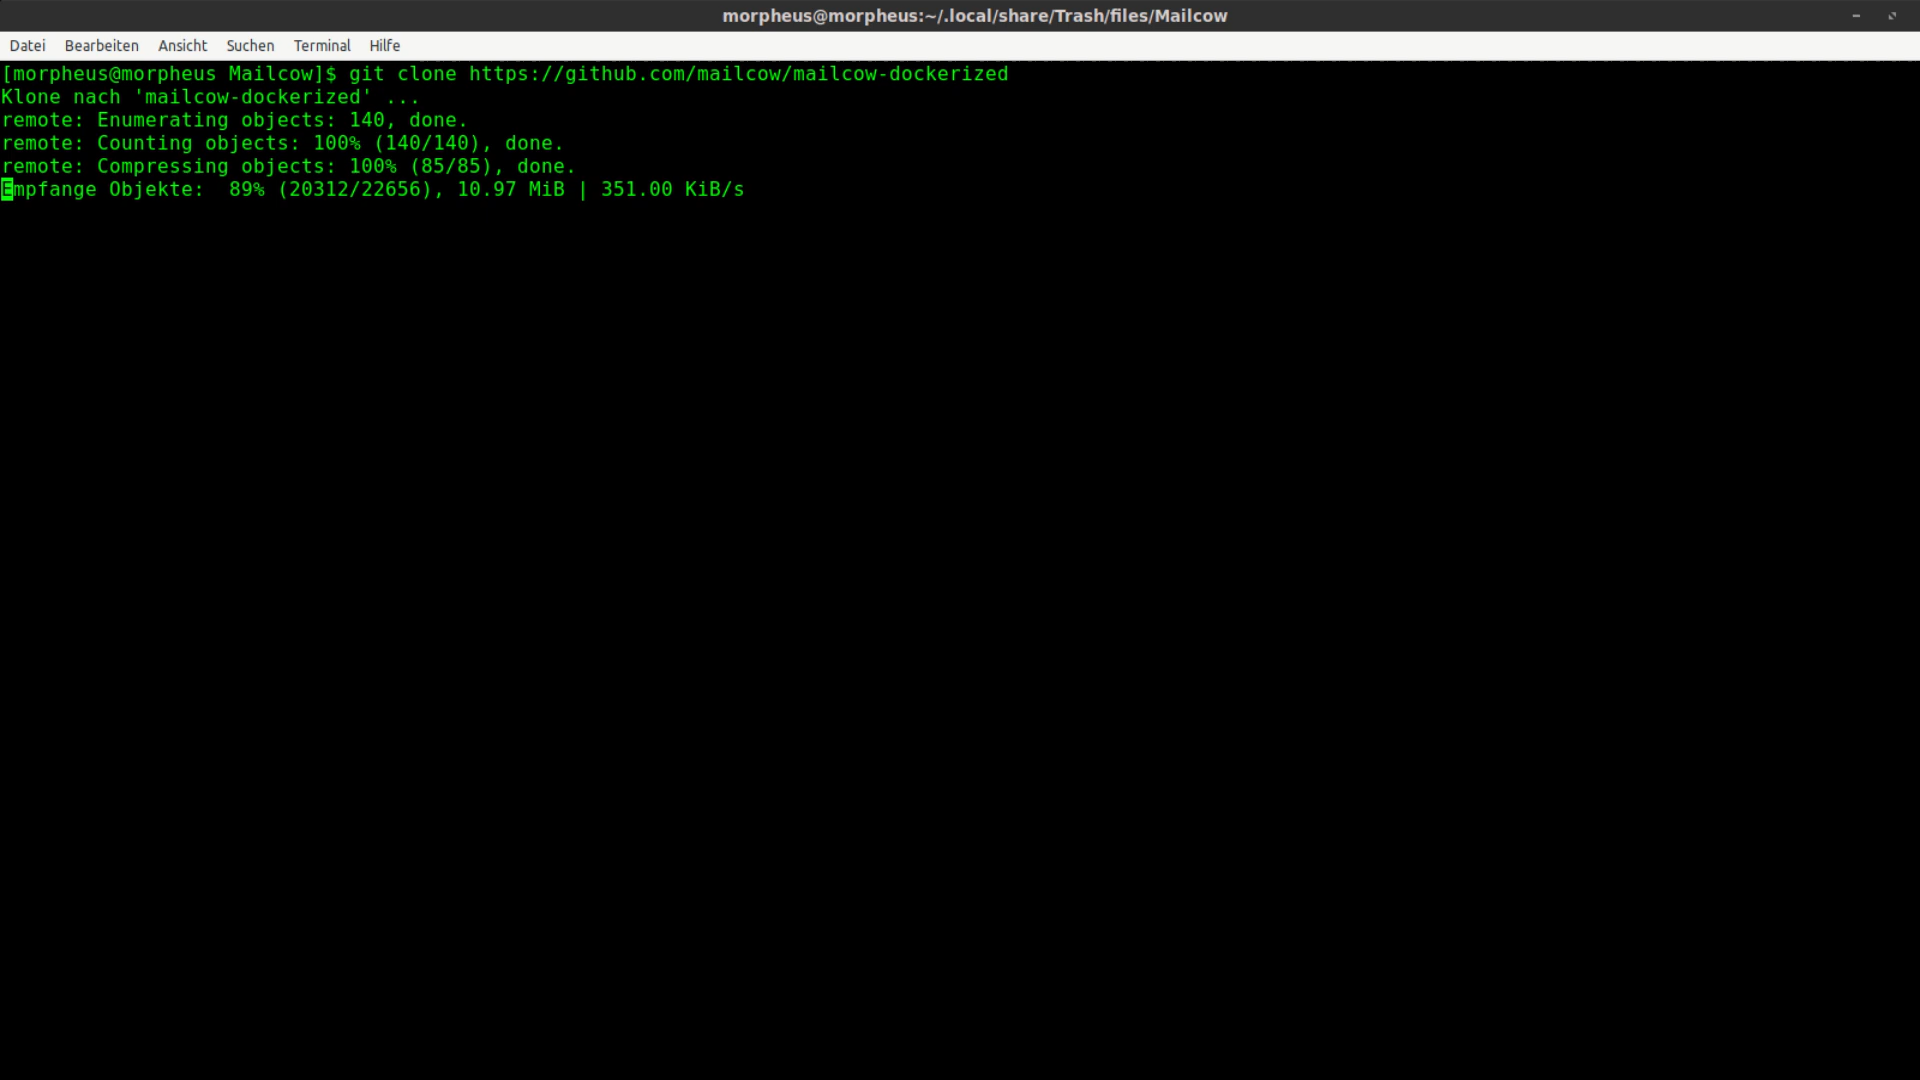 morpheus@morpheus:~/.local/share/Trash/files/Mailcow
Datei Bearbeiten Ansicht Suchen Terminal Hilfe
[morpheus@morpheus Mailcow]$ git clone https://github.com/mailcow/mailcow-dockerized
Klone nach 'mailcow-dockerized' ...
remote: Enumerating objects: 140, done.
remote: Counting objects: 100% (140/140), done.
remote: Compressing objects: 100% (85/85), done.
Empfange Objekte:  89% (20312/22656), 10.97 MiB | 351.00 KiB/s